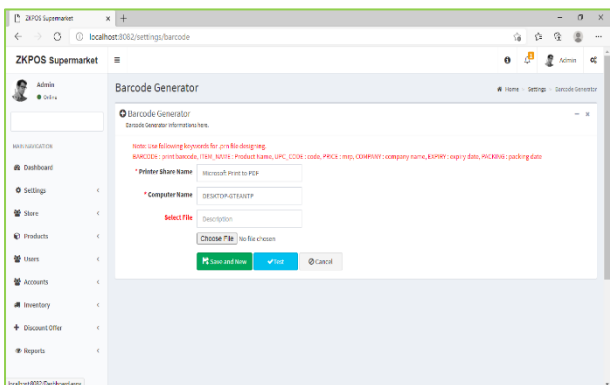 ZKPOS Supermarket
localhost:8082/settings/barcode
ZKPOS Supermarket
Admin
Admin
Online
Barcode Generator
Home - Settings - Barcode Generator
Barcode Generator
Barcode Generator Informations here.
MAIN NAVIGATION
Note: Use following keywords for .prn file designing.
BARCODE : print barcode, ITEM_NAME : Product Name, UPC_CODE : code, PRICE : mrp, COMPANY : company name, EXPIRY : expiry date, PACKING : packing date
Dashboard
* Printer Share Name Microsoft Print to PDF
Settings
* Computer Name DESKTOP-GTEANTP
Store
Select File Description
Products
Choose File No file chosen
Users
Save and New Test Cancel
Accounts
Inventory
Discount Offer
Reports